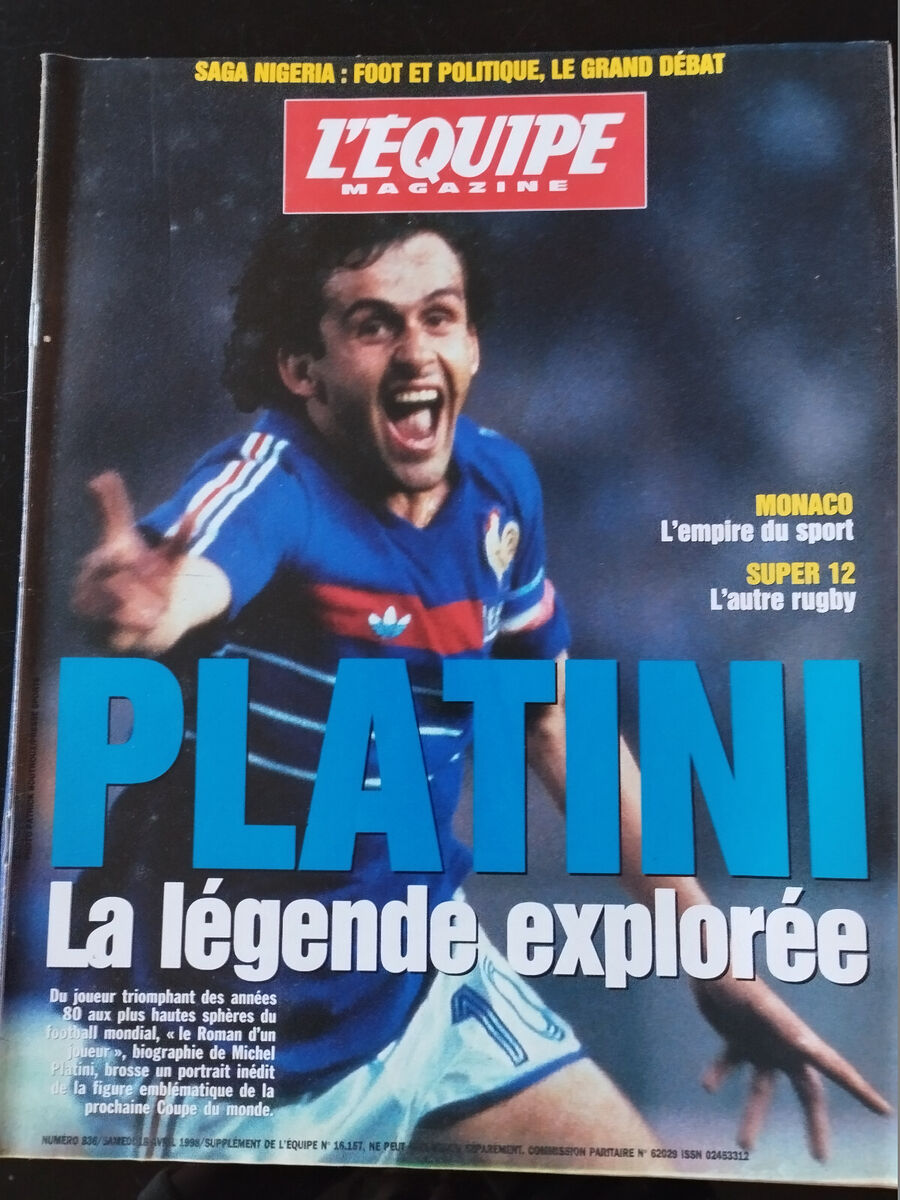 SAGA NIGERIA : FOOT ET POLITIQUE, LE GRAND DÉBAT
L'ÉQUIPE
MAGAZINE
MONACO
L'empire du sport
SUPER 12
L'autre rugby
PLATINI
La légende explorée
Du joueur triomphant des années
80 aux plus hautes sphères du
football mondial, « le Roman d'un
joueur », biographie de Michel
Platini, brosse un portrait inédit
de la figure emblématique de la
prochaine Coupe du monde.
10
NUMÉRO 836/SAMEDI 18 AVRIL 1998/SUPPLÉMENT DE L'ÉQUIPE N° 16.157, NE PEUT SÉPAREMENT. COMMISSION PARITAIRE N° 62029 ISSN 02453312